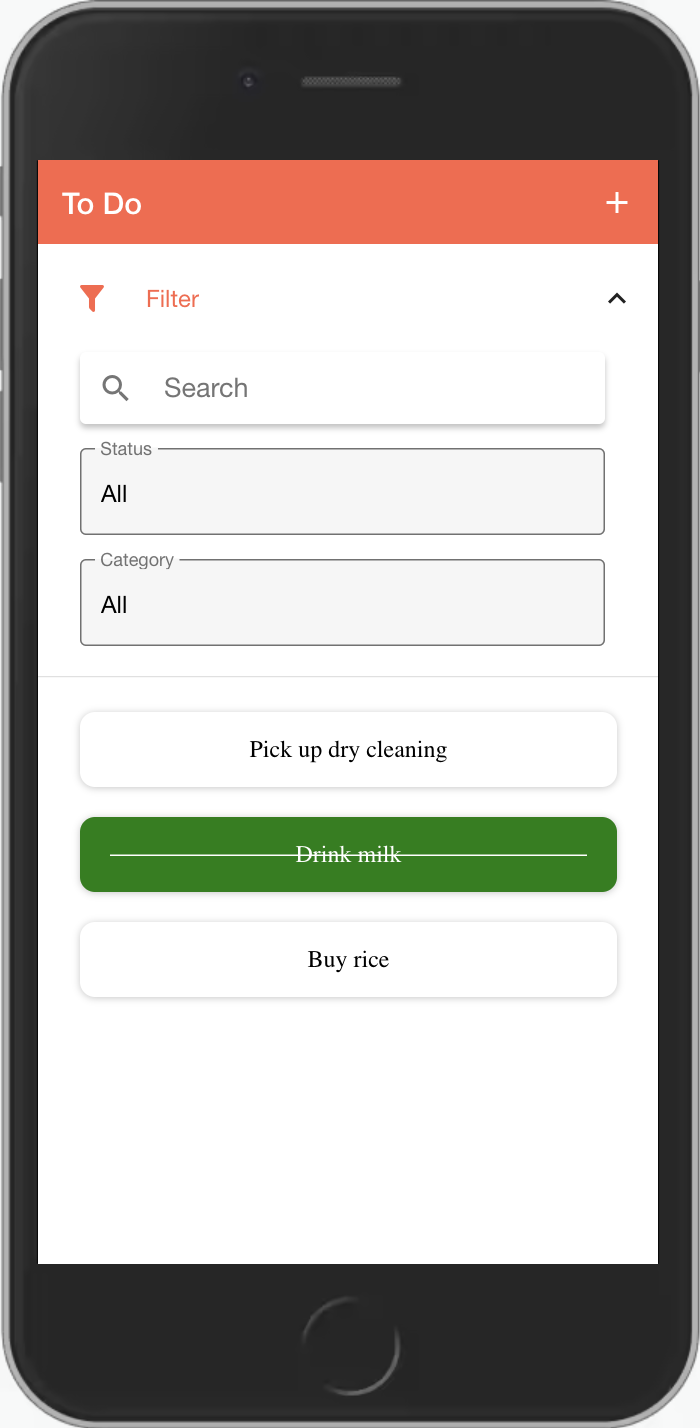 To Do
Filter
Search
Status
All
Category
All
Pick up dry cleaning
Drink milk
Buy rice